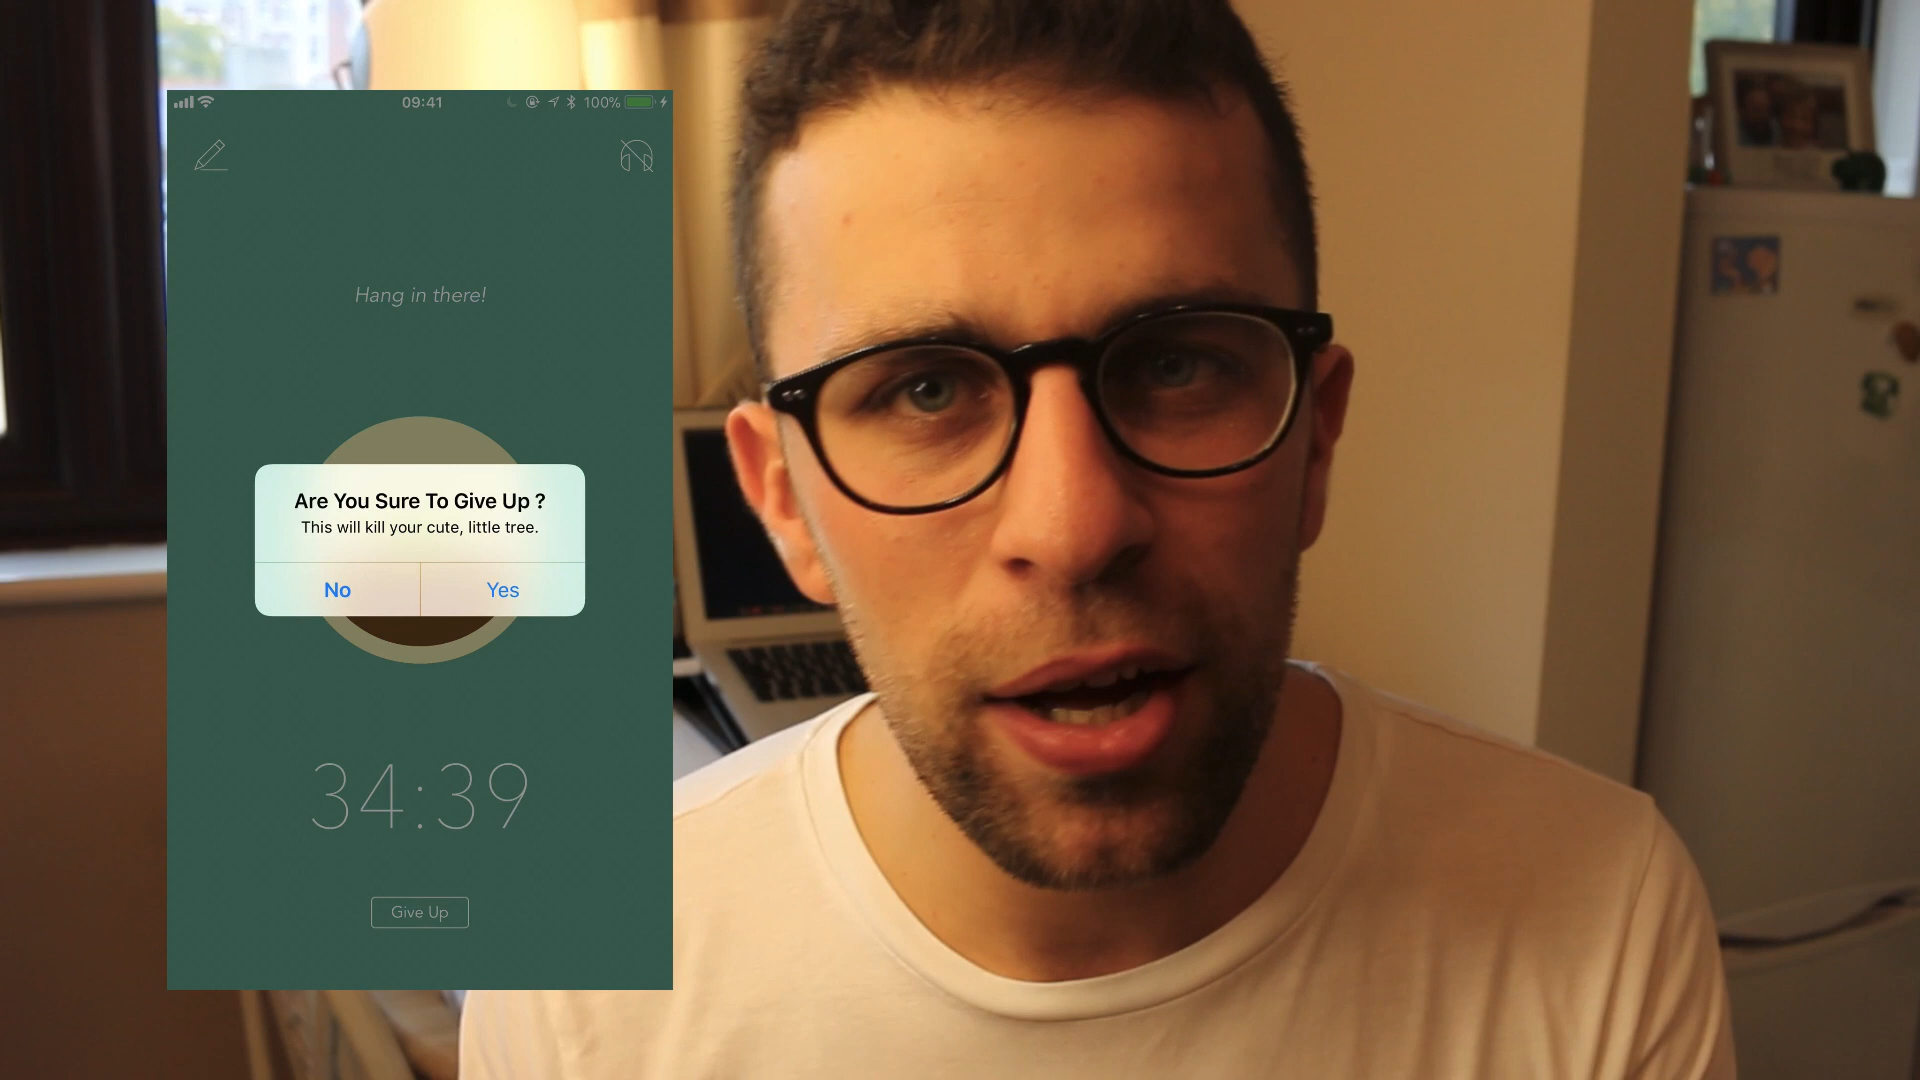 09:41
100%
Hang in there!
Are You Sure To Give Up ?
This will kill your cute, little tree.
No
Yes
34:39
Give Up